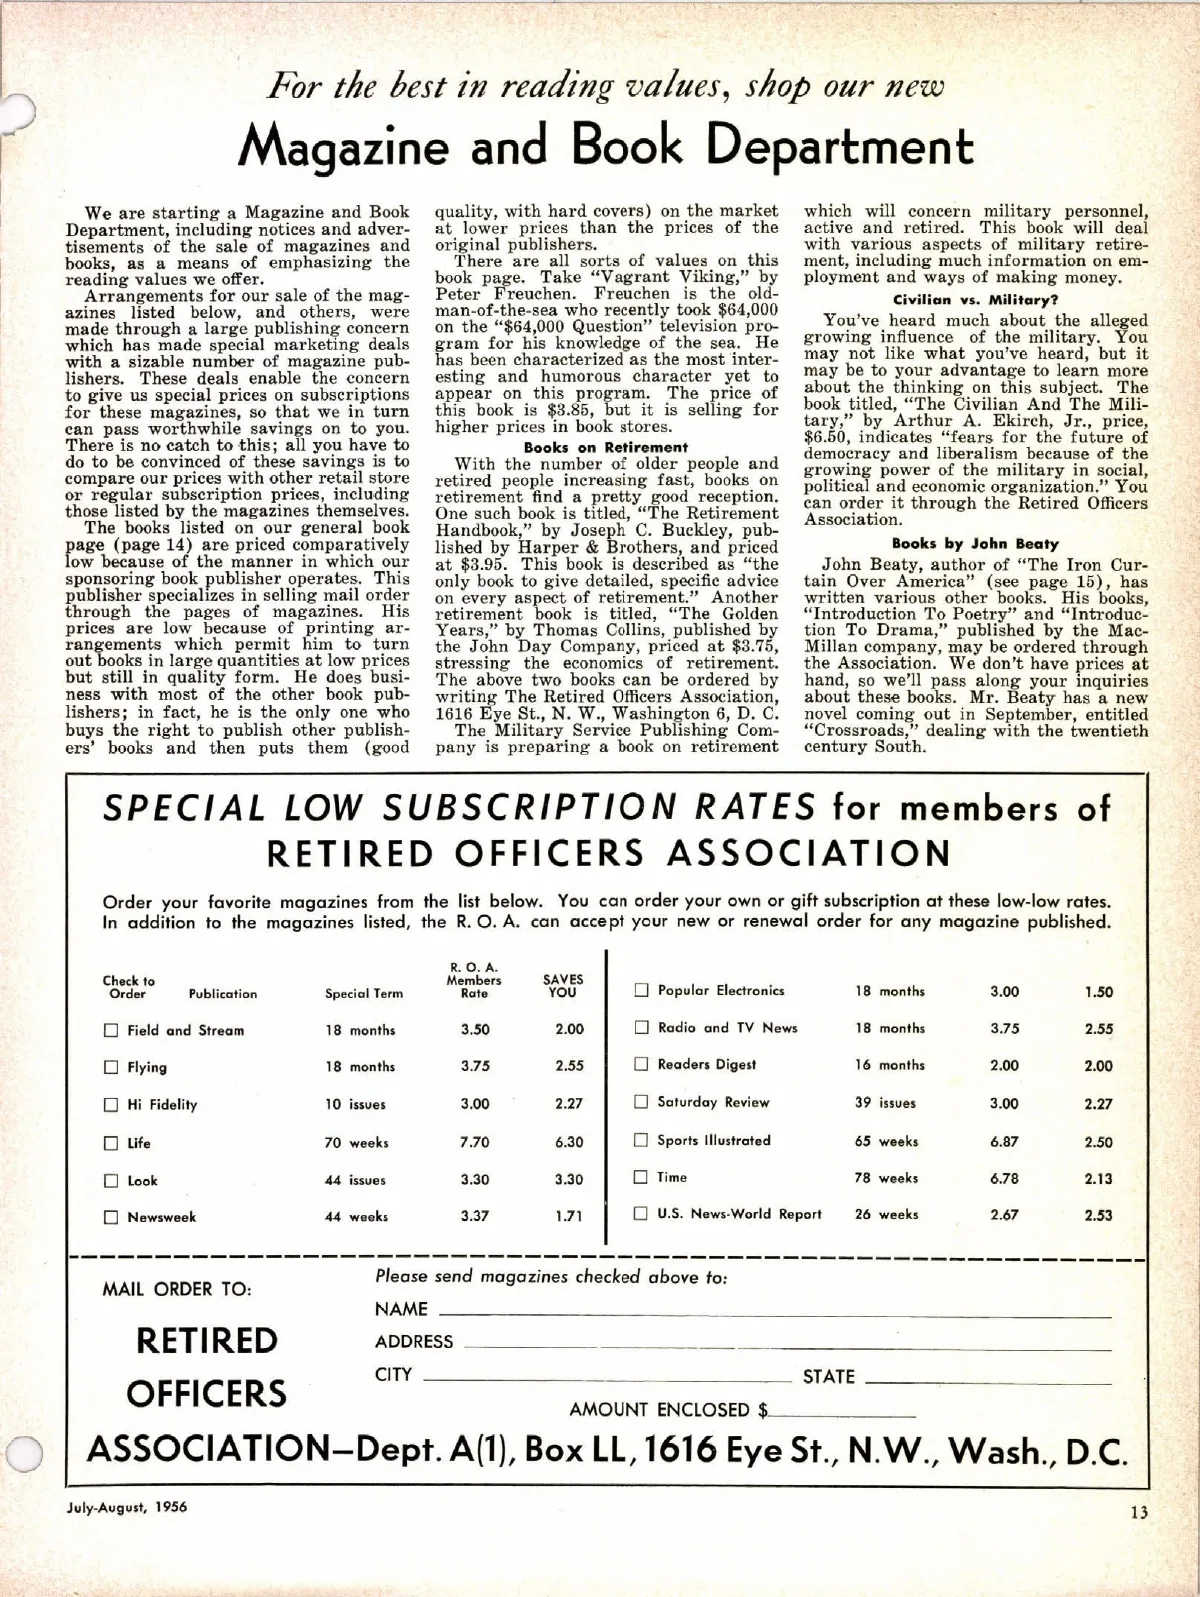 For the best in reading values, shop our new
Magazine and Book Department
We are starting a Magazine and Book
Department, including notices and adver-
tisements of the sale of magazines and
books, as a means of emphasizing the
reading values we offer.
Arrangements for our sale of the mag-
azines listed below, and others, were
made through a large publishing concern
which has made special marketing deals
with a sizable number of magazine pub-
lishers. These deals enable the concern
to give us special prices on subscriptions
for these magazines, so that we in turn
can pass worthwhile savings on to you.
There is no catch to this; all you have to
do to be convinced of these savings is to
compare our prices with other retail store
or regular subscription prices, including
those listed by the magazines themselves.
The books listed on our general book
page (page 14) are priced comparatively
low because of the manner in which our
sponsoring book publisher operates. This
publisher specializes in selling mail order
through the pages of magazines. His
prices are low because of printing ar-
rangements which permit him to turn
out books in large quantities at low prices
but still in quality form. He does busi-
ness with most of the other book pub-
lishers; in fact, he is the only one who
buys the right to publish other publish-
ers' books and then puts them (good
quality, with hard covers) on the market
at lower prices than the prices of the
original publishers.
There are all sorts of values on this
book page. Take "Vagrant Viking," by
Peter Freuchen. Freuchen is the old-
man-of-the-sea who recently took $64,000
on the "$64,000 Question" television pro-
gram for his knowledge of the sea. He
has been characterized as the most inter-
esting and humorous character yet to
appear on this program. The price of
this book is $3.85, but it is selling for
higher prices in book stores.
Books on Retirement
With the number of older people and
retired people increasing fast, books on
retirement find a pretty good reception.
One such book is titled, "The Retirement
Handbook," by Joseph C. Buckley, pub-
lished by Harper & Brothers, and priced
at $3.95. This book is described as "the
only book to give detailed, specific advice
on every aspect of retirement." Another
retirement book is titled, "The Golden
Years," by Thomas Collins, published by
the John Day Company, priced at $3.75,
stressing the economics of retirement.
The above two books can be ordered by
writing The Retired Officers Association,
1616 Eye St., N. W., Washington 6, D. C.
The Military Service Publishing Com-
pany is preparing a book on retirement
which will concern military personnel,
active and retired. This book will deal
with various aspects of military retire-
ment, including much information on em-
ployment and ways of making money.
Civilian vs. Military?
You've heard much about the alleged
growing influence of the military. You
may not like what you've heard, but it
may be to your advantage to learn more
about the thinking on this subject. The
book titled, "The Civilian And The Mili-
tary," by Arthur A. Ekirch, Jr., price,
$6.50, indicates "fears for the future of
democracy and liberalism because of the
growing power of the military in social,
political and economic organization." You
can order it through the Retired Officers
Association.
Books by John Beaty
John Beaty, author of "The Iron Cur-
tain Over America" (see page 15), has
written various other books. His books,
"Introduction To Poetry" and "Introduc-
tion To Drama," published by the Mac-
Millan company, may be ordered through
the Association. We don't have prices at
hand, so we'll pass along your inquiries
about these books. Mr. Beaty has a new
novel coming out in September, entitled
"Crossroads," dealing with the twentieth
century South.
SPECIAL LOW SUBSCRIPTION RATES for members of
RETIRED OFFICERS ASSOCIATION
Order your favorite magazines from the list below. You can order your own or gift subscription at these low-low rates.
In addition to the magazines listed, the R. O. A. can accept your new or renewal order for any magazine published.
Check to Order Publication Special Term R. O. A. Members Rate SAVES YOU
Field and Stream 18 months 3.50 2.00
Flying 18 months 3.75 2.55
Hi Fidelity 10 issues 3.00 2.27
Life 70 weeks 7.70 6.30
Look 44 issues 3.30 3.30
Newsweek 44 weeks 3.37 1.71
Popular Electronics 18 months 3.00 1.50
Radio and TV News 18 months 3.75 2.55
Readers Digest 16 months 2.00 2.00
Saturday Review 39 issues 3.00 2.27
Sports Illustrated 65 weeks 6.87 2.50
Time 78 weeks 6.78 2.13
U.S. News-World Report 26 weeks 2.67 2.53
MAIL ORDER TO:
Please send magazines checked above to:
NAME
ADDRESS
CITY STATE
AMOUNT ENCLOSED $
RETIRED
OFFICERS
ASSOCIATION–Dept. A(1), Box LL, 1616 Eye St., N.W., Wash., D.C.
July-August, 1956
13